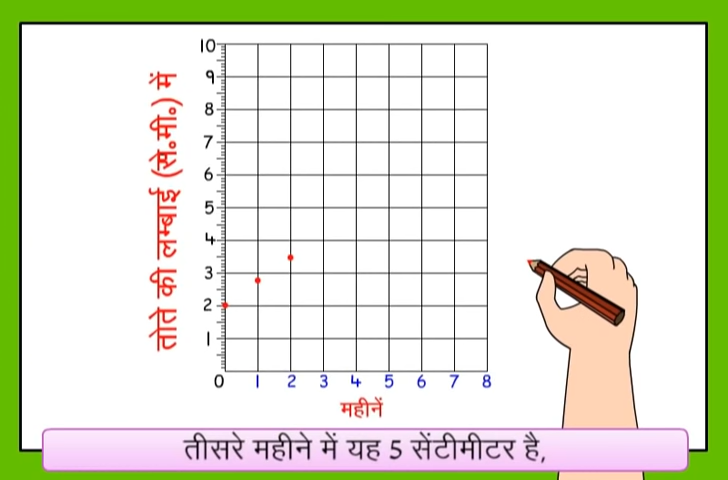 तोते की लम्बाई (से॰मी॰) में
10
9
8
7
6
5
4
3
2
1
0 1 2 3 4 5 6 7 8
महीनें
तीसरे महीने में यह 5 सेंटीमीटर है,